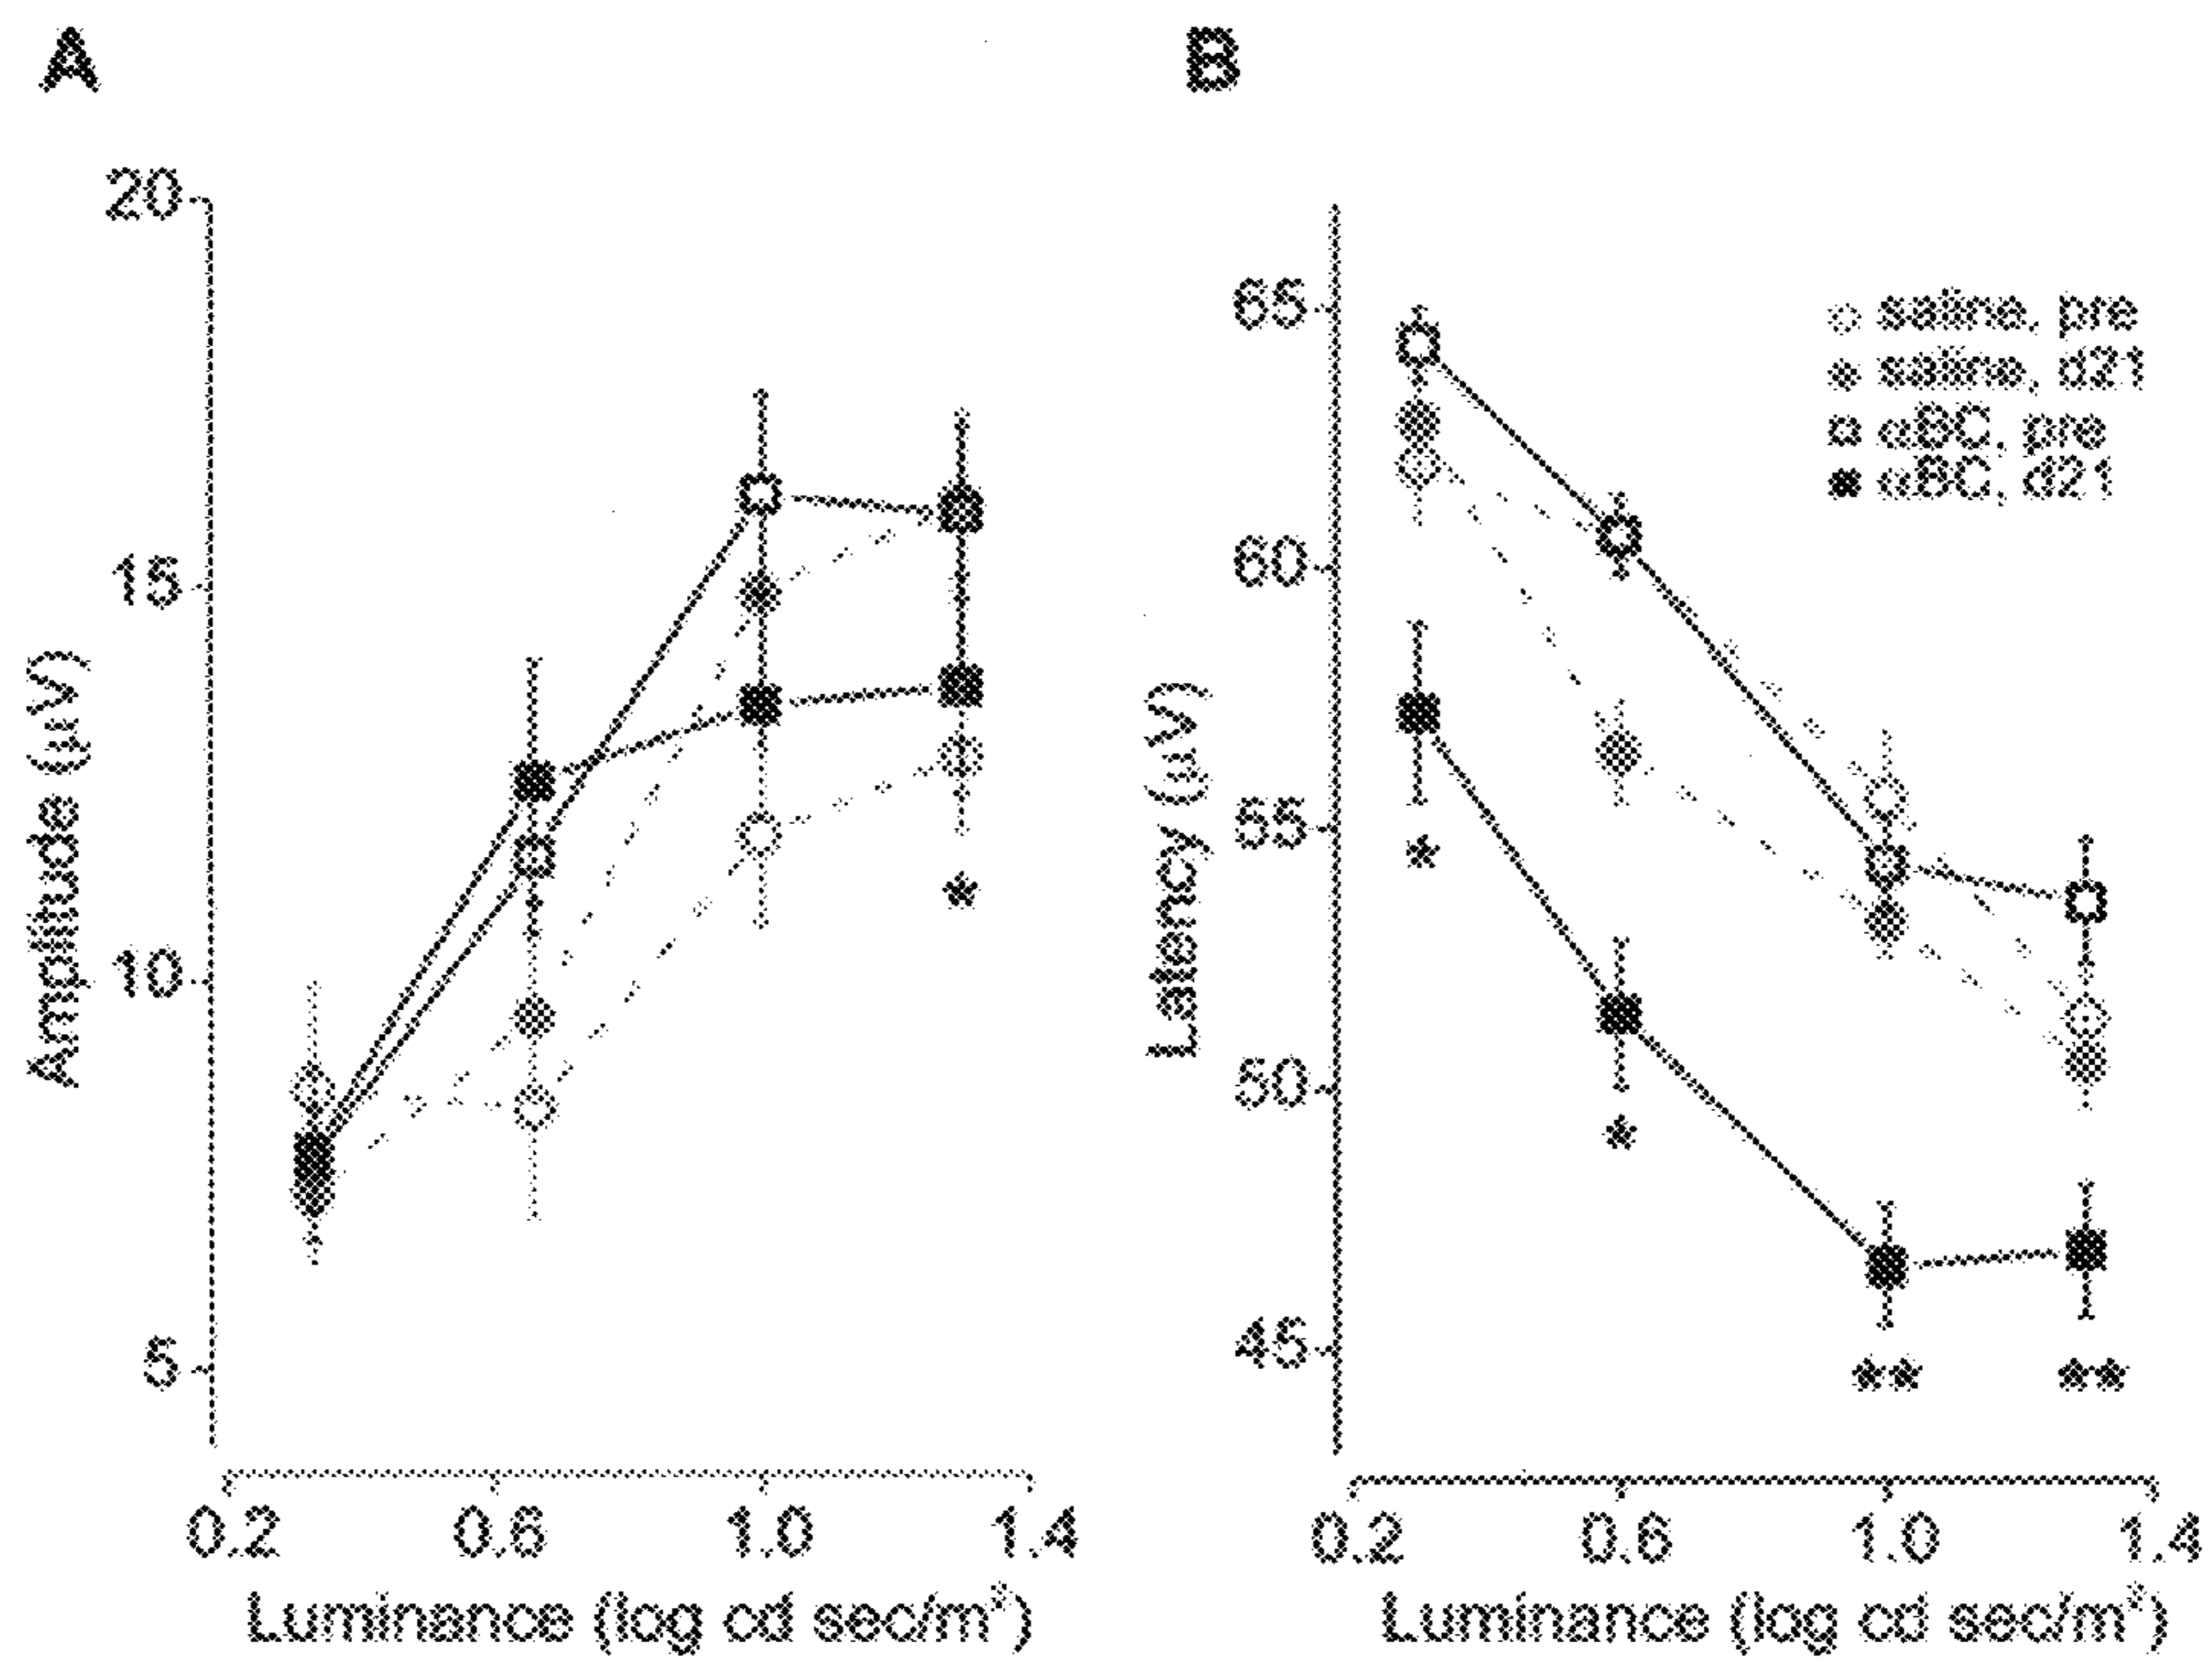 A
B
20
15
10
5
Amplitude (µV)
0.2 0.6 1.0 1.4
Luminance (log cd sec/m²)
*
65
60
55
50
45
Latency (µV)
0.2 0.6 1.0 1.4
Luminance (log cd sec/m²)
saline, pre
saline, d21
αBC, pre
αBC, d21
*
*
**
**